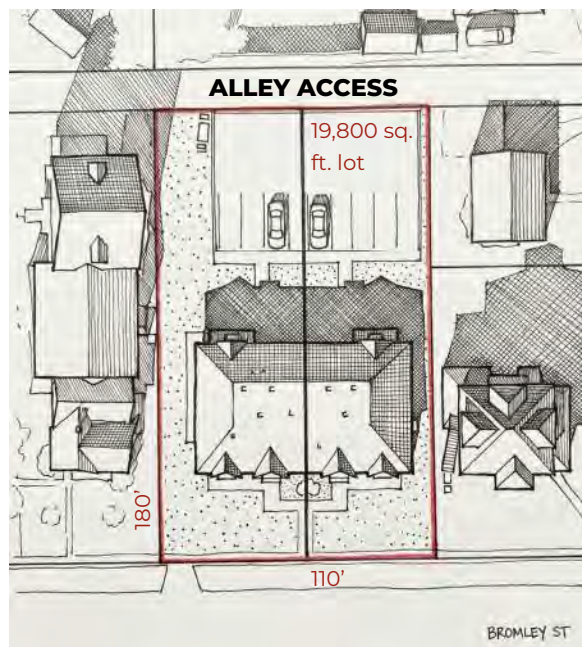 ALLEY ACCESS
19,800 sq.
ft. lot
180’
110’
BROMLEY ST